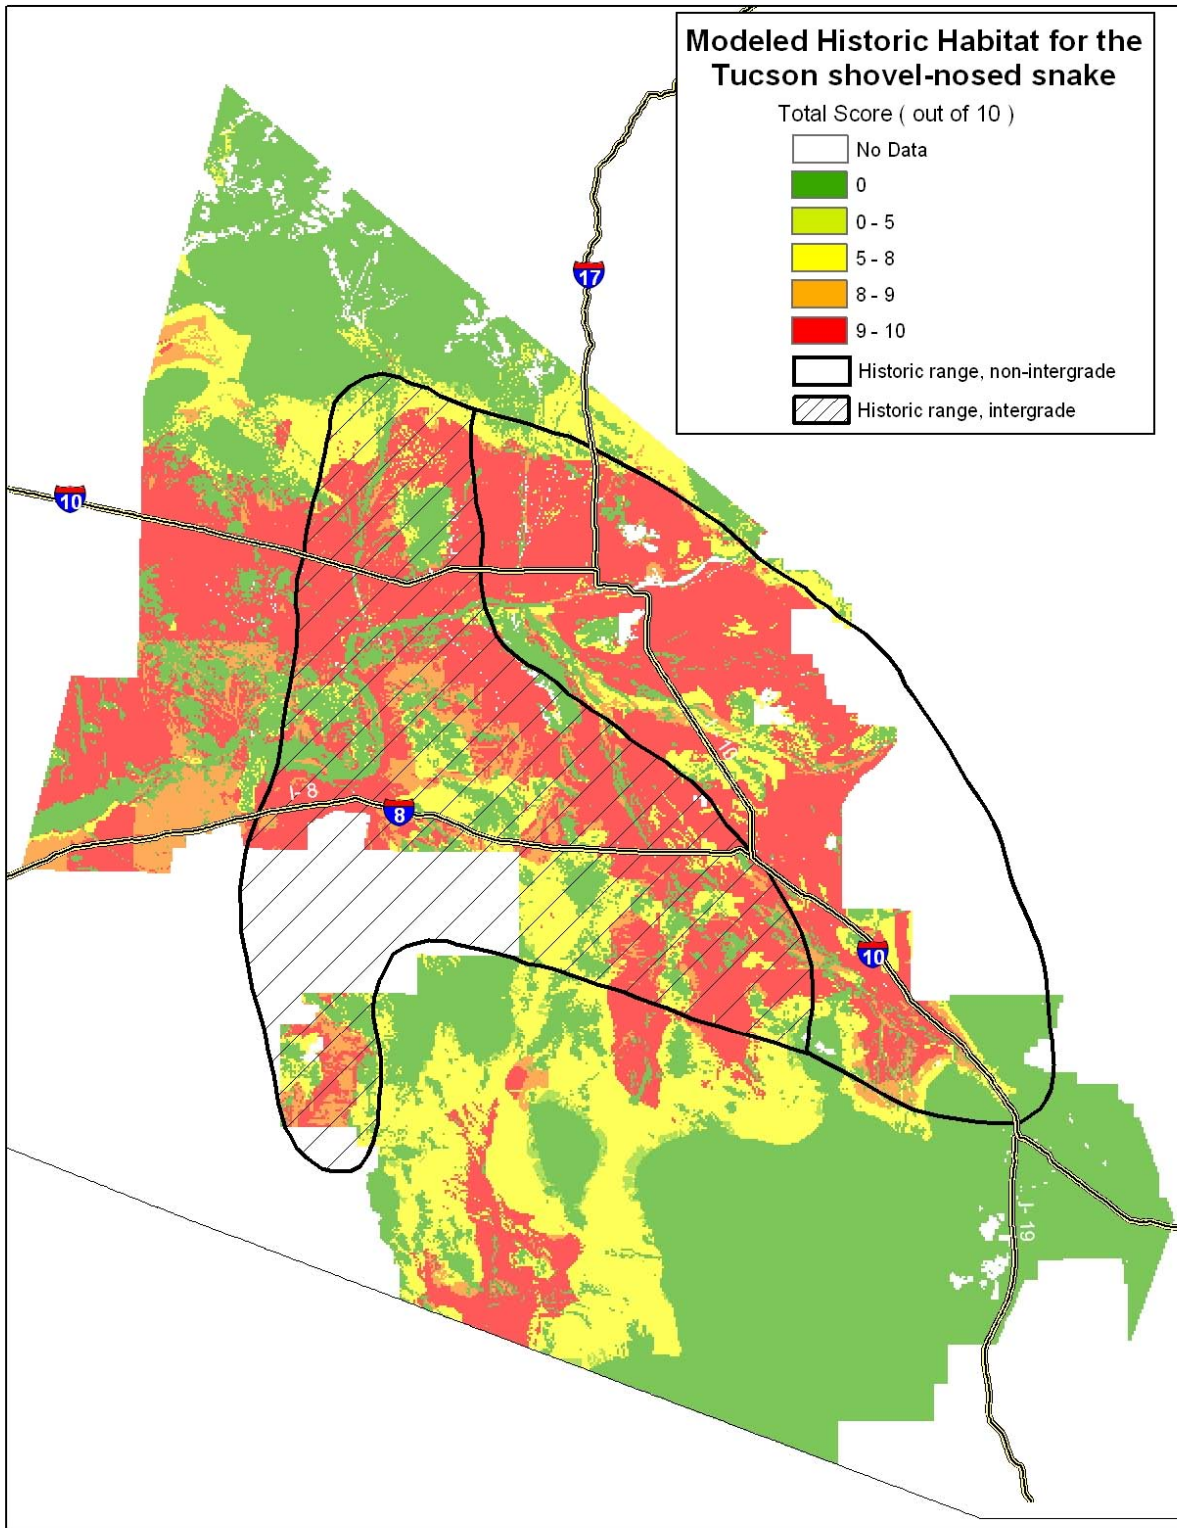 Modeled Historic Habitat for the
Tucson shovel-nosed snake
Total Score ( out of 10 )
No Data
0
0 - 5
5 - 8
8 - 9
9 - 10
Historic range, non-intergrade
Historic range, intergrade
17
10
I- 8
8
10
I- 19